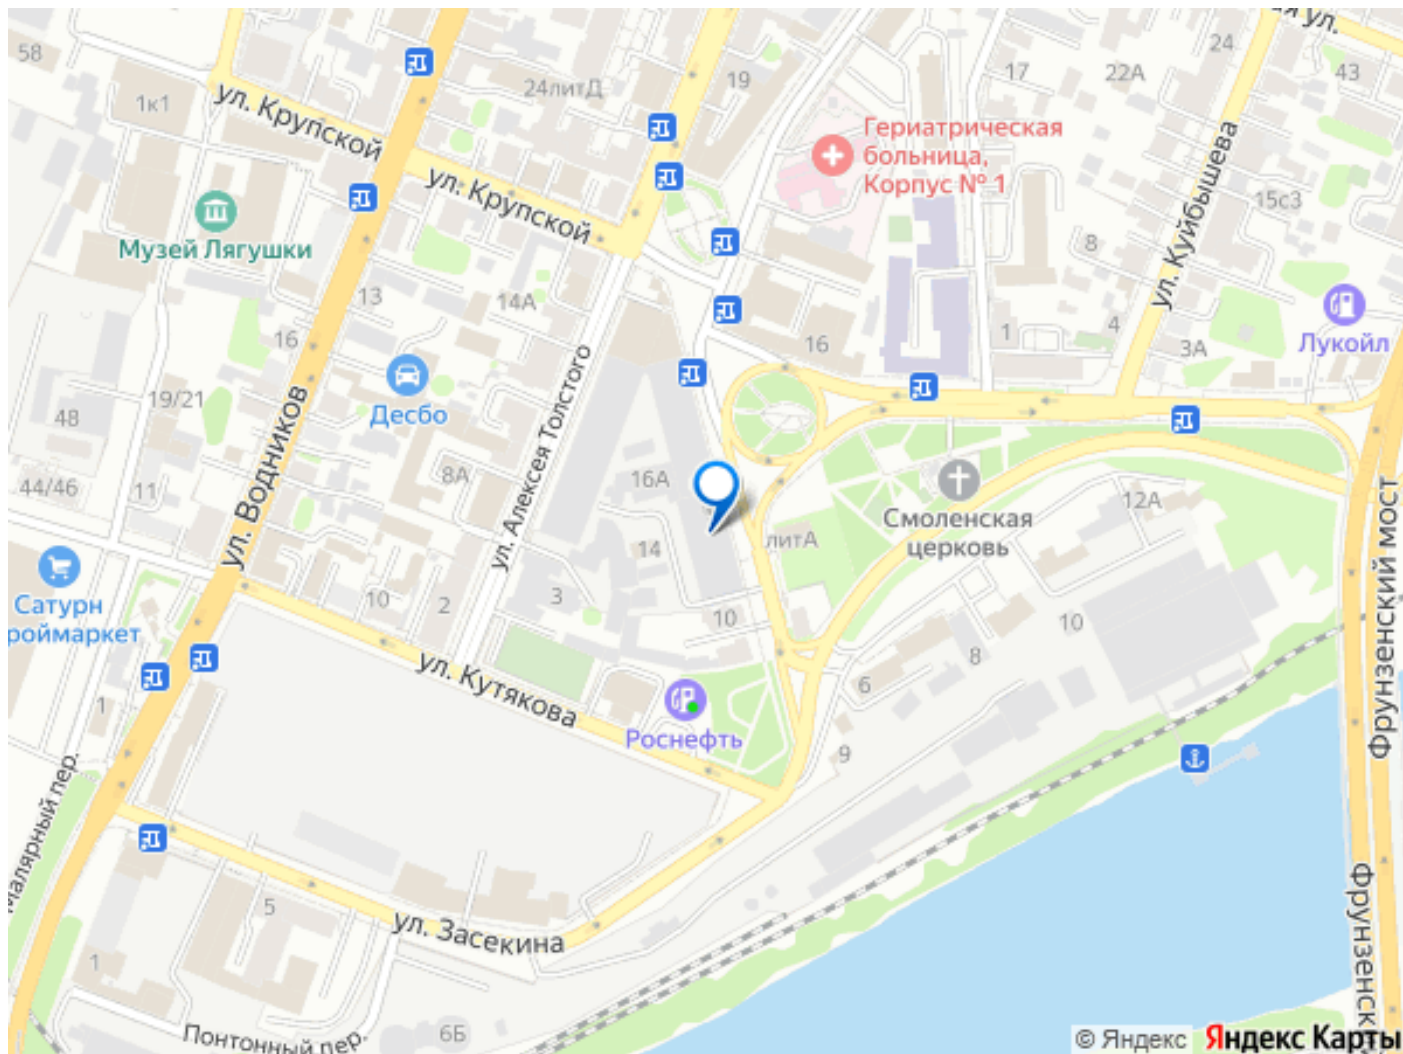 ая ул.
58
24
19
17
22А
43
24литД
1к1
ул. Крупской
Гериатрическая
больница,
Корпус № 1
ул. Крупской
ул. Куйбышева
15с3
Музей Лягушки
8
13
14А
16
16
1
4
3А
Лукойл
Десбо
19/21
48
ул. Водников
ул. Алексея Толстого
8А
16А
44/46
11
12А
Смоленская
церковь
литА
14
Фрунзенский мост
Сатурн
роймаркет
10
2
3
10
10
8
6
ул. Кутякова
1
Роснефть
9
Малярный пер.
5
ул. Засекина
1
6Б
Понтонный пер.
Фрунзенск
© Яндекс Яндекс Карты